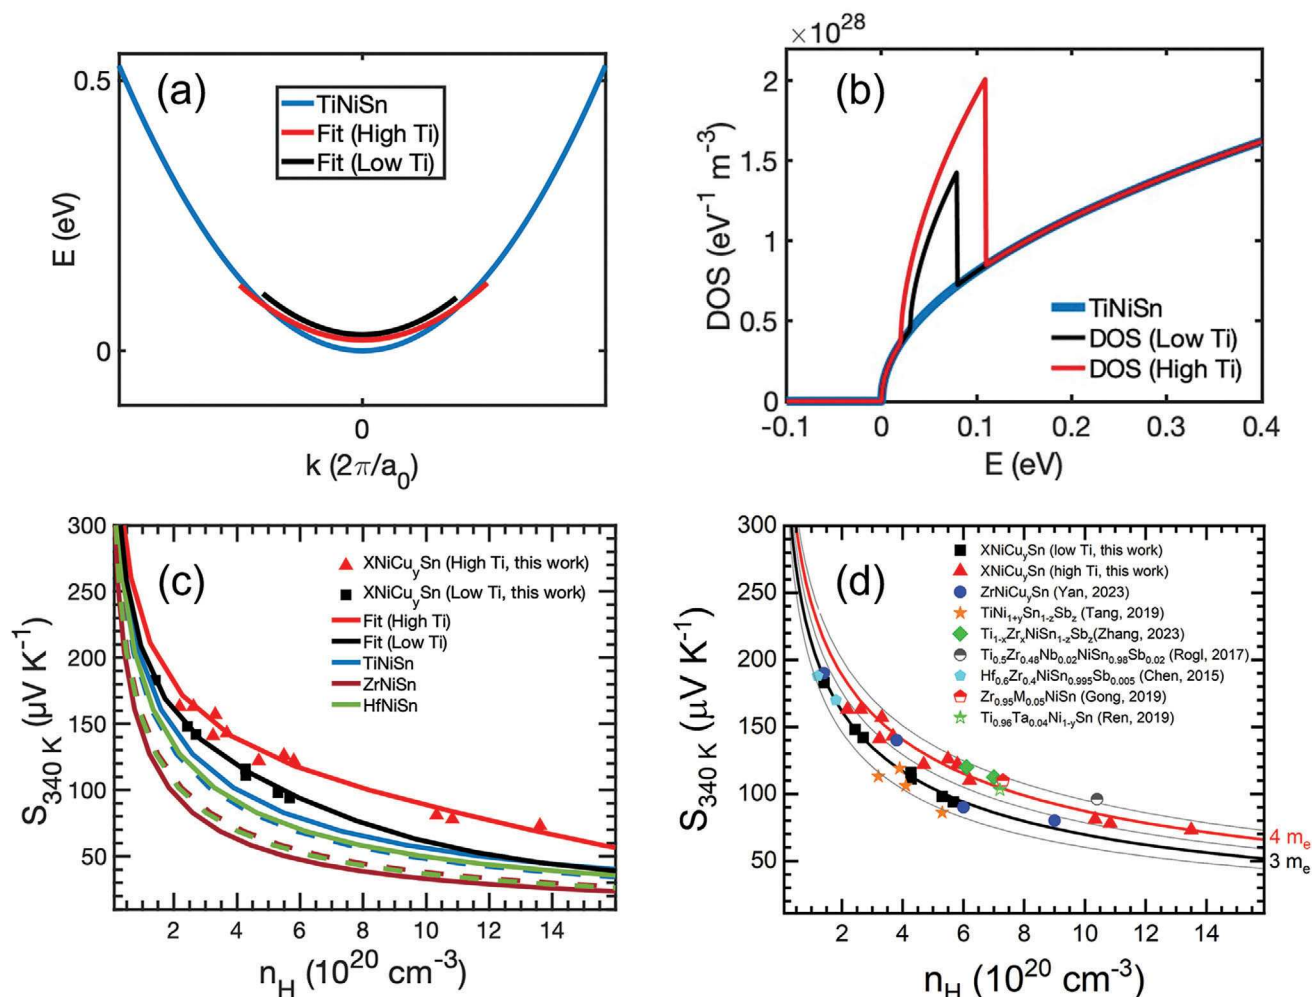 (a)
TiNiSn
Fit (High Ti)
Fit (Low Ti)
0.5
0
E (eV)
0
k (2π/a0)
×10^28
(b)
2
1.5
1
0.5
0
DOS (eV^-1 m^-3)
TiNiSn
DOS (Low Ti)
DOS (High Ti)
-0.1 0 0.1 0.2 0.3 0.4
E (eV)
(c)
300
250
200
150
100
50
S340 K (μV K^-1)
XNiCuySn (High Ti, this work)
XNiCuySn (Low Ti, this work)
Fit (High Ti)
Fit (Low Ti)
TiNiSn
ZrNiSn
HfNiSn
2 4 6 8 10 12 14
nH (10^20 cm^-3)
(d)
300
250
200
150
100
50
S340 K (μV K^-1)
XNiCuySn (low Ti, this work)
XNiCuySn (high Ti, this work)
ZrNiCuySn (Yan, 2023)
TiNi1+ySn1-zSbz (Tang, 2019)
Ti1-xZrxNiSn1-zSbz(Zhang, 2023)
Ti0.5Zr0.48Nb0.02NiSn0.98Sb0.02 (Rogl, 2017)
Hf0.6Zr0.4NiSn0.995Sb0.005 (Chen, 2015)
Zr0.95M0.05NiSn (Gong, 2019)
Ti0.96Ta0.04Ni1-ySn (Ren, 2019)
4 me
3 me
2 4 6 8 10 12 14
nH (10^20 cm^-3)